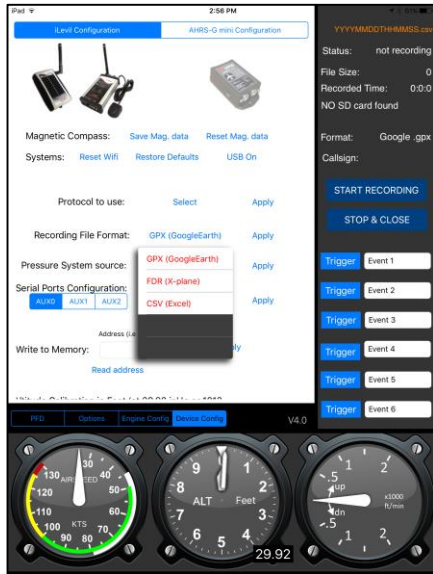 iPad
2:56 PM
61%
iLevil Configuration
AHRS-G mini Configuration
Magnetic Compass: Save Mag. data Reset Mag. data
Systems: Reset Wifi Restore Defaults USB On
Protocol to use: Select Apply
Recording File Format: GPX (GoogleEarth) Apply
GPX (GoogleEarth)
FDR (X-plane)
CSV (Excel)
Pressure System source: Apply
Serial Ports Configuration:
AUX0 AUX1 AUX2 Apply
Address (i.e
Write to Memory: ly
Read address
PFD Options Engine Config Device Config V4.0
YYYYMMDDTHHMMSS.csv
Status: not recording
File Size: 0
Recorded Time: 0:0:0
NO SD card found
Format: Google .gpx
Callsign:
START RECORDING
STOP & CLOSE
Trigger Event 1
Trigger Event 2
Trigger Event 3
Trigger Event 4
Trigger Event 5
Trigger Event 6
30
130 40
AIR SPEED
120 50
110 60
KTS
100 70
90 80
9 1
8 2
ALT Feet
7 3
6 5 4
29.92
1 2
.5
up
x1000
ft/min
dn
.5
1 2